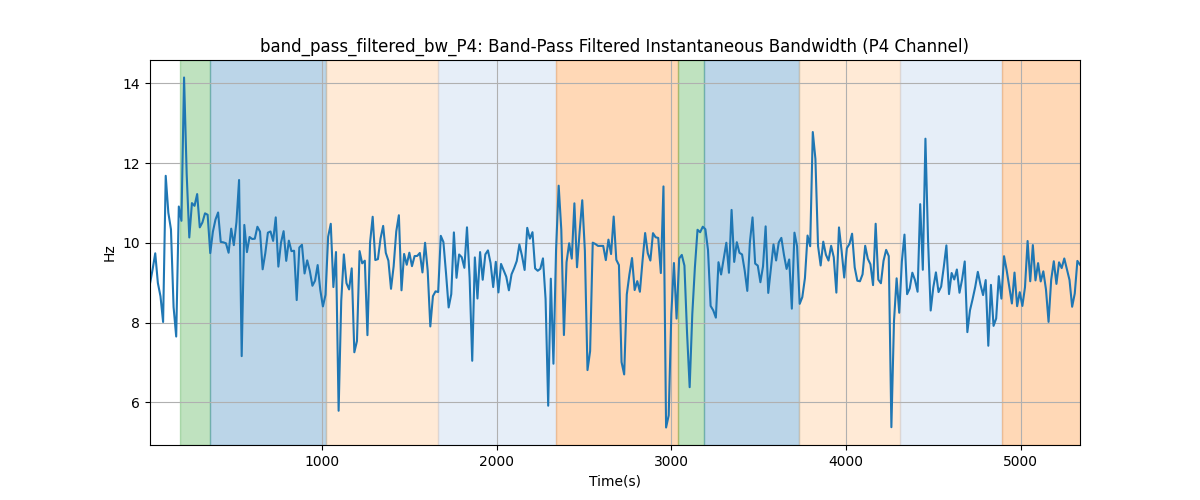 band_pass_filtered_bw_P4: Band-Pass Filtered Instantaneous Bandwidth (P4 Channel)
14
12
10
8
6
Hz
1000 2000 3000 4000 5000
Time(s)